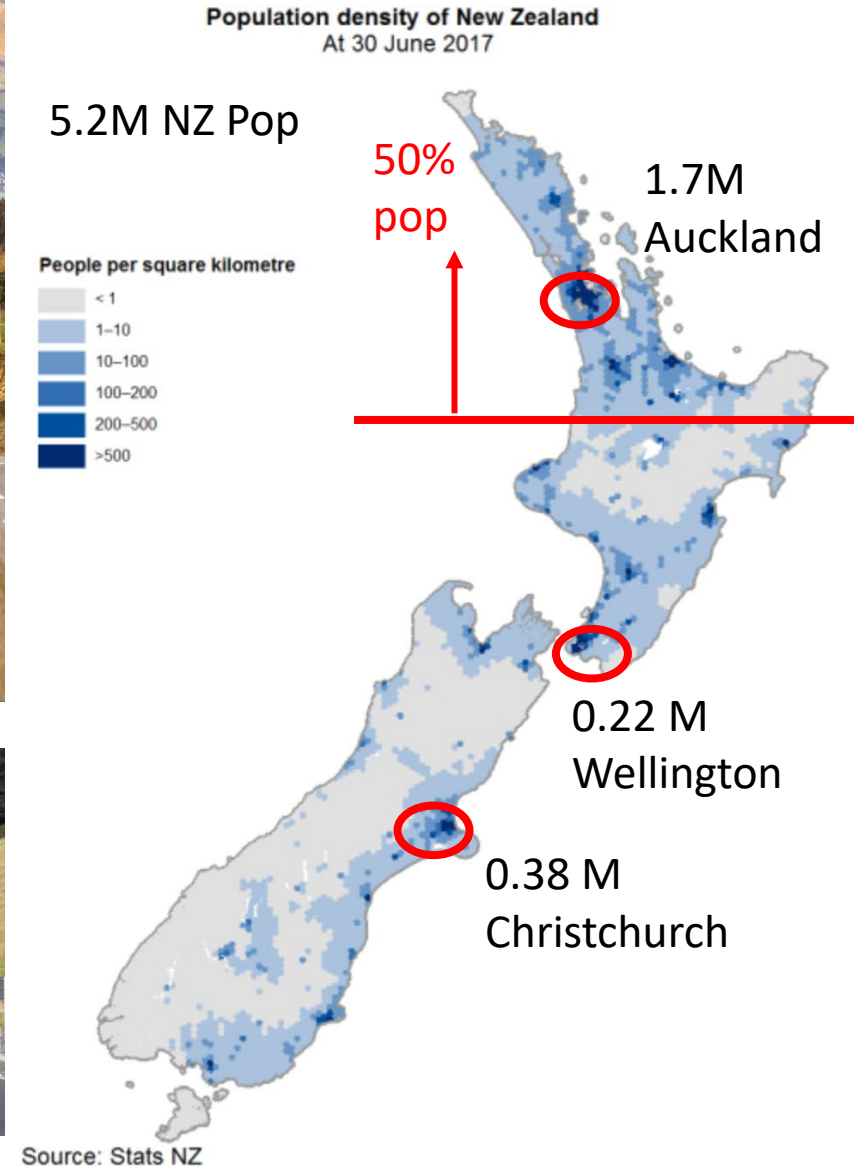 Population density of New Zealand
At 30 June 2017
5.2M NZ Pop
50%
pop
1.7M
Auckland
People per square kilometre
< 1
1–10
10–100
100–200
200–500
>500
0.22 M
Wellington
0.38 M
Christchurch
Source: Stats NZ